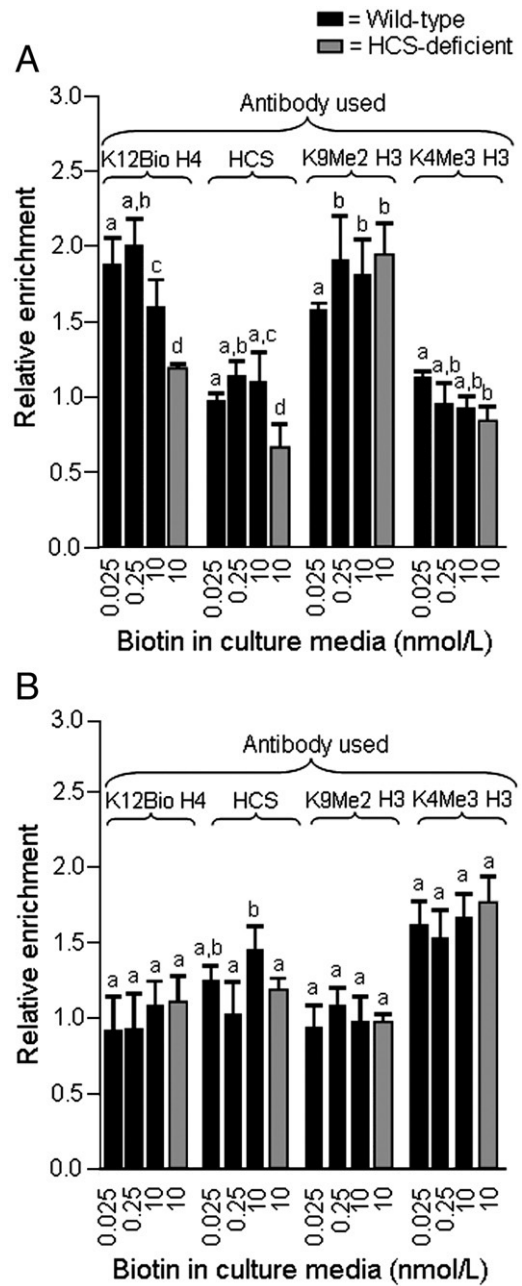 = Wild-type
= HCS-deficient
A
Antibody used
K12Bio H4 HCS K9Me2 H3 K4Me3 H3
3.0
2.5
2.0
1.5
1.0
0.5
0.0
Relative enrichment
a a,b c d a a,b a,c d a b b b a a,b a,b b
0.025 0.25 10 10 0.025 0.25 10 10 0.025 0.25 10 10 0.025 0.25 10 10
Biotin in culture media (nmol/L)
B
Antibody used
K12Bio H4 HCS K9Me2 H3 K4Me3 H3
3.0
2.5
2.0
1.5
1.0
0.5
0.0
Relative enrichment
a a a a a,b a b a a a a a a a a a
0.025 0.25 10 10 0.025 0.25 10 10 0.025 0.25 10 10 0.025 0.25 10 10
Biotin in culture media (nmol/L)